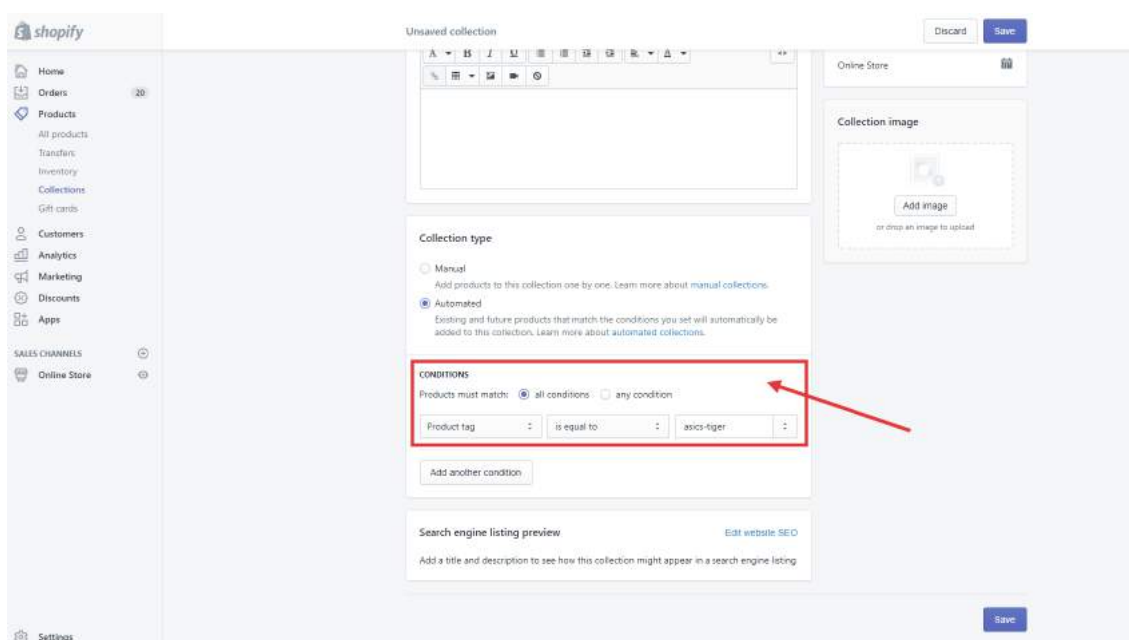 shopify
Unsaved collection
Discard
Save
Home
Orders 20
Products
All products
Transfers
Inventory
Collections
Gift cards
Customers
Analytics
Marketing
Discounts
Apps
SALES CHANNELS
Online Store
Settings
A B I U
Collection type
Manual
Add products to this collection one by one. Learn more about manual collections.
Automated
Existing and future products that match the conditions you set will automatically be
added to this collection. Learn more about automated collections.
CONDITIONS
Products must match: all conditions any condition
Product tag is equal to asics-tiger
Add another condition
Search engine listing preview Edit website SEO
Add a title and description to see how this collection might appear in a search engine listing
Online Store
Collection image
Add image
or drop an image to upload
Save